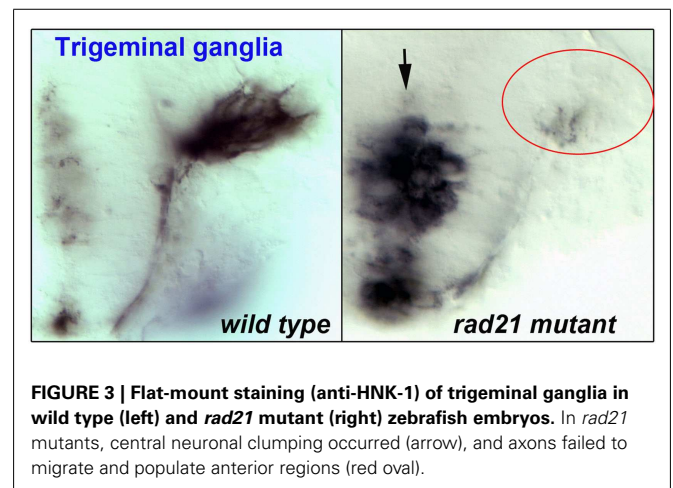 Trigeminal ganglia
wild type
rad21 mutant
FIGURE 3 | Flat-mount staining (anti-HNK-1) of trigeminal ganglia in
wild type (left) and rad21 mutant (right) zebrafish embryos. In rad21
mutants, central neuronal clumping occurred (arrow), and axons failed to
migrate and populate anterior regions (red oval).